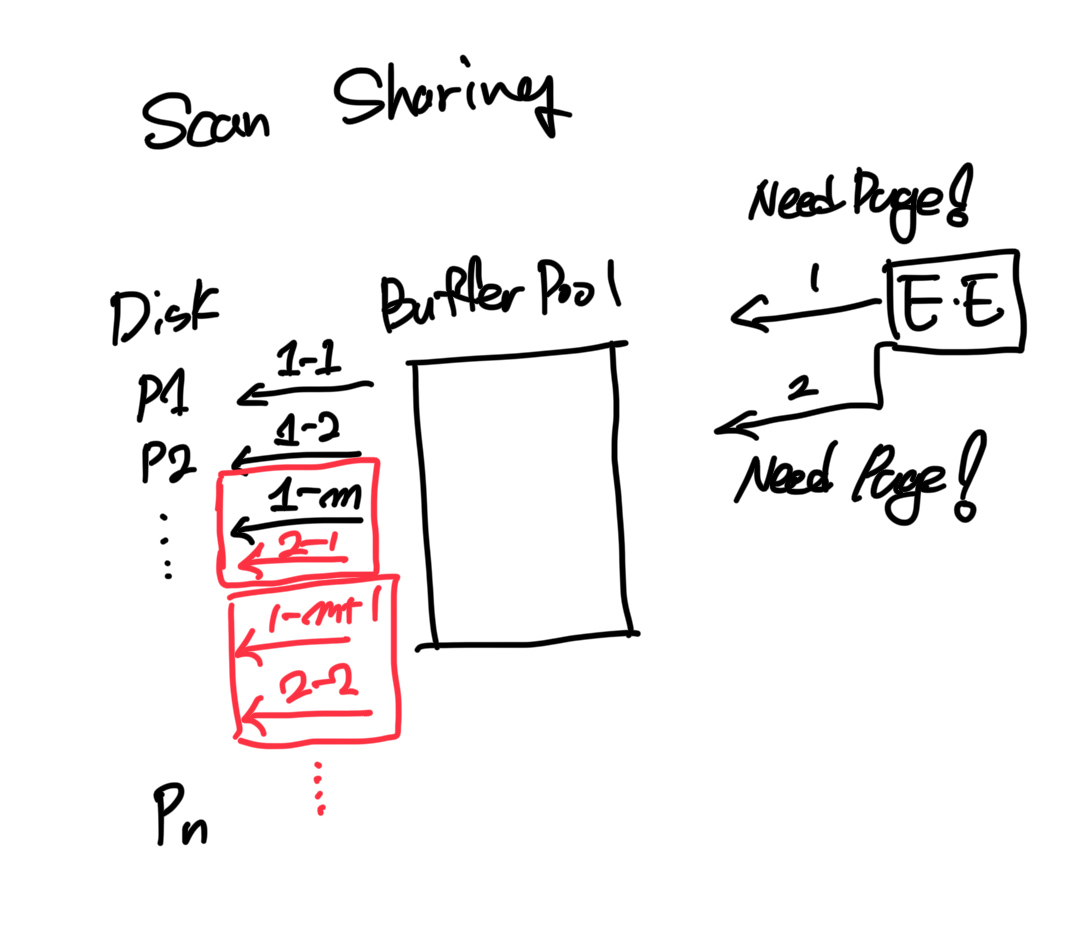 Scan Sharing
Need Page!
1
E.E
2
Need Page!
Buffer Pool
Disk
P1
P2
Pn
1-1
1-2
1-m
2-1
1-m+1
2-2